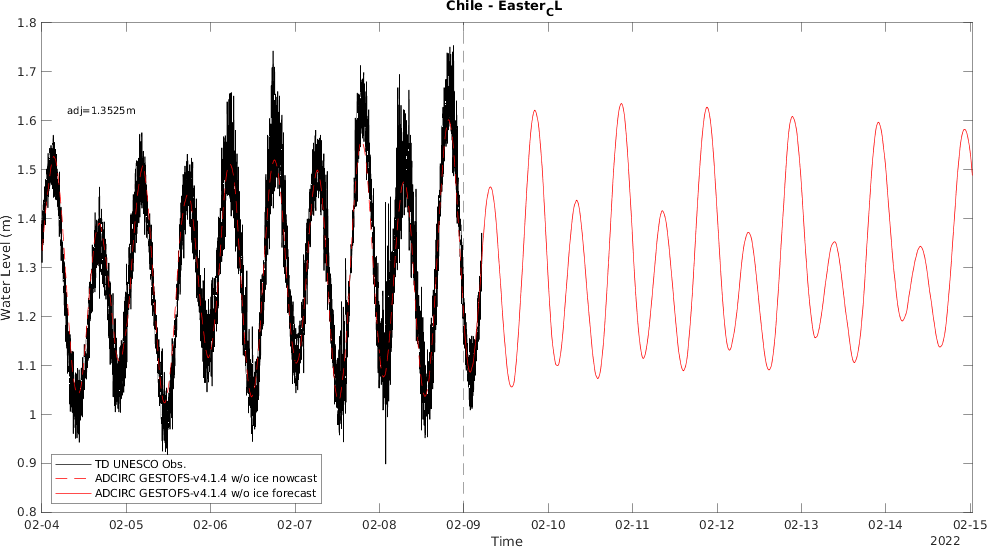 Chile - Easter_CL
1.8
1.7
1.6
1.5
1.4
1.3
1.2
1.1
1
0.9
0.8
Water Level (m)
adj=1.3525m
TD UNESCO Obs.
ADCIRC GESTOFS-v4.1.4 w/o ice nowcast
ADCIRC GESTOFS-v4.1.4 w/o ice forecast
02-04 02-05 02-06 02-07 02-08 02-09 02-10 02-11 02-12 02-13 02-14 02-15
Time
2022